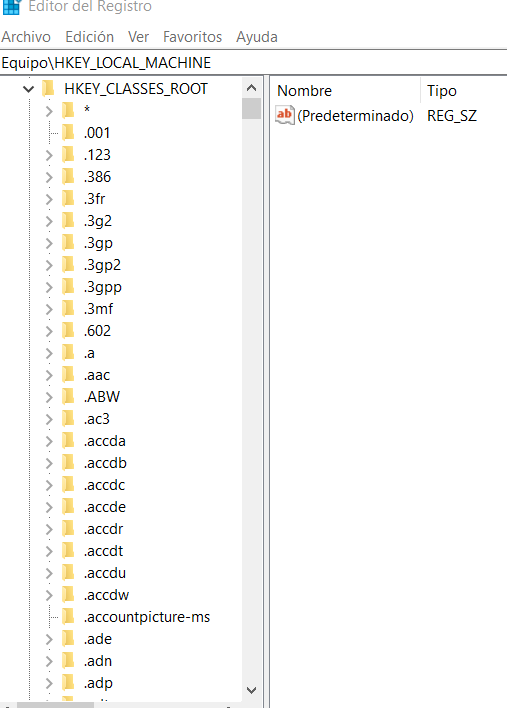 Editor del Registro
Archivo Edición Ver Favoritos Ayuda
Equipo\HKEY_LOCAL_MACHINE
HKEY_CLASSES_ROOT
*
.001
.123
.386
.3fr
.3g2
.3gp
.3gp2
.3gpp
.3mf
.602
.a
.aac
.ABW
.ac3
.accda
.accdb
.accdc
.accde
.accdr
.accdt
.accdu
.accdw
.accountpicture-ms
.ade
.adn
.adp
Nombre Tipo
ab (Predeterminado) REG_SZ